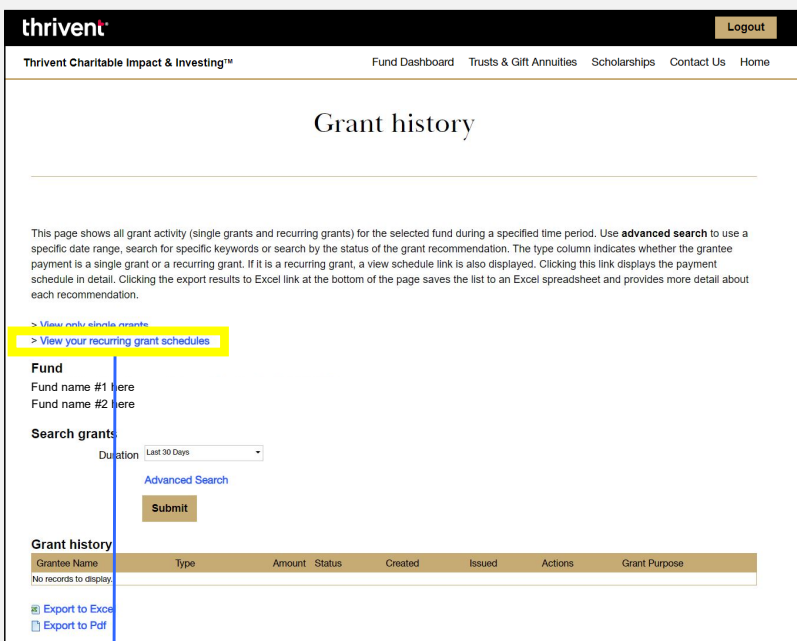 thrivent
Logout
Thrivent Charitable Impact & Investing™
Fund Dashboard Trusts & Gift Annuities Scholarships Contact Us Home
Grant history
This page shows all grant activity (single grants and recurring grants) for the selected fund during a specified time period. Use advanced search to use a
specific date range, search for specific keywords or search by the status of the grant recommendation. The type column indicates whether the grantee
payment is a single grant or a recurring grant. If it is a recurring grant, a view schedule link is also displayed. Clicking this link displays the payment
schedule in detail. Clicking the export results to Excel link at the bottom of the page saves the list to an Excel spreadsheet and provides more detail about
each recommendation.
> View only single grants
> View your recurring grant schedules
Fund
Fund name #1 here
Fund name #2 here
Search grants
Duration Last 30 Days
Advanced Search
Submit
Grant history
Grantee Name Type Amount Status Created Issued Actions Grant Purpose
No records to display.
Export to Excel
Export to Pdf